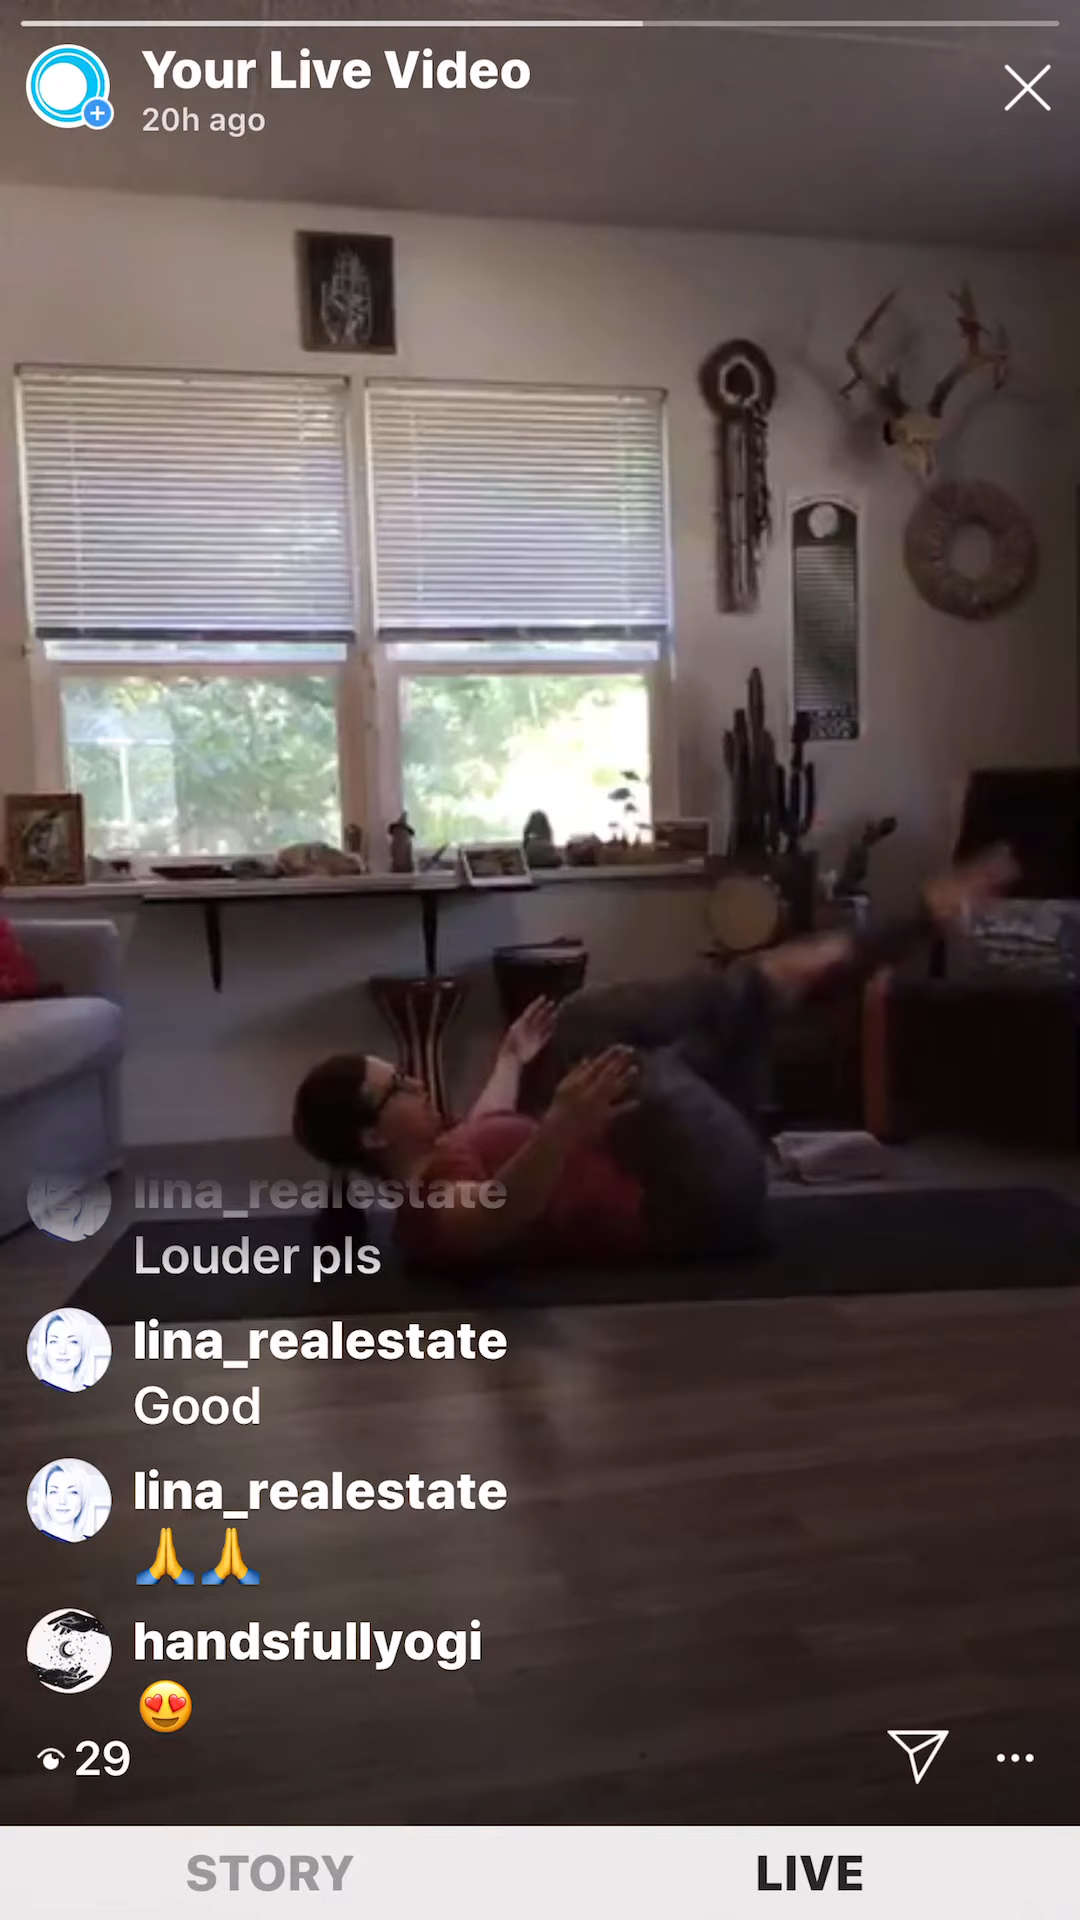 Your Live Video
20h ago
lina_realestate
Louder pls
lina_realestate
Good
lina_realestate
🙏🙏
handsfullyogi
😍
29
STORY
LIVE